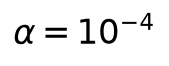 α = 10⁻⁴